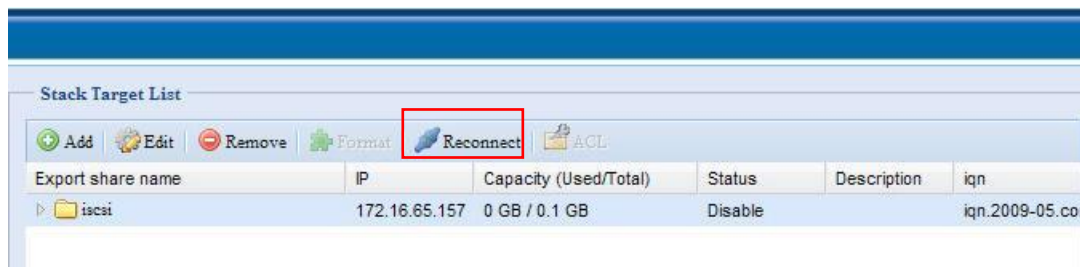 Stack Target List
Add Edit Remove Format Reconnect ACL
Export share name IP Capacity (Used/Total) Status Description iqn
iscsi 172.16.65.157 0 GB / 0.1 GB Disable iqn.2009-05.co